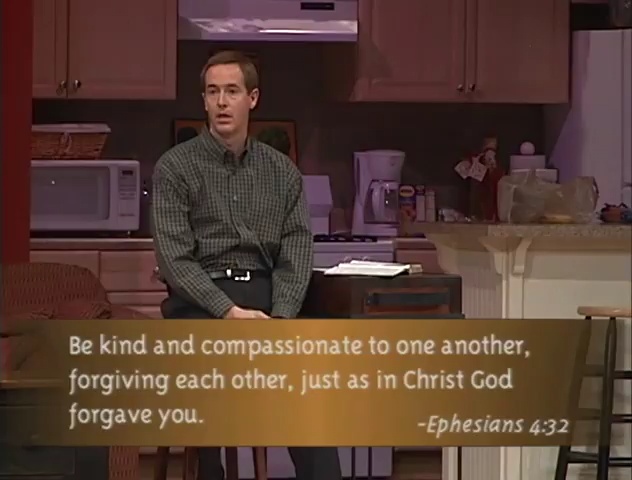 Be kind and compassionate to one another,
forgiving each other, just as in Christ God
forgave you.
-Ephesians 4:32